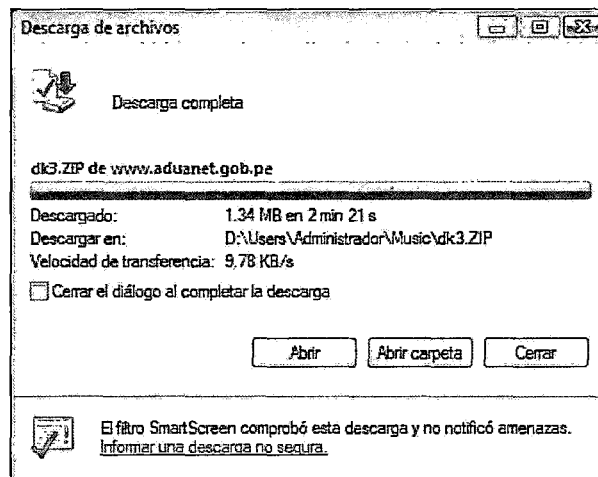 Descarga de archivos
Descarga completa
dk3.ZIP de www.aduanet.gob.pe
Descargado: 1.34 MB en 2 min 21 s
Descargar en: D:\Users\Administrador\Music\dk3.ZIP
Velocidad de transferencia: 9,78 KB/s
Cerrar el diálogo al completar la descarga
Abrir Abrir carpeta Cerrar
El filtro SmartScreen comprobó esta descarga y no notificó amenazas.
Informar una descarga no segura.